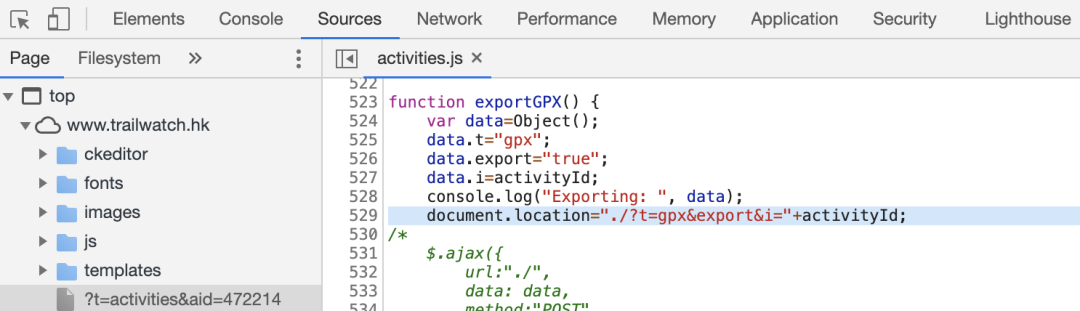 Elements Console Sources Network Performance Memory Application Security Lighthouse
Page Filesystem »
activities.js ×
top
www.trailwatch.hk
ckeditor
fonts
images
js
templates
?t=activities&aid=472214
522
523 function exportGPX() {
524 var data=Object();
525 data.t="gpx";
526 data.export="true";
527 data.i=activityId;
528 console.log("Exporting: ", data);
529 document.location="./?t=gpx&export&i="+activityId;
530 /*
531 $.ajax({
532 url:"./",
533 data: data,
534 method:"POST"